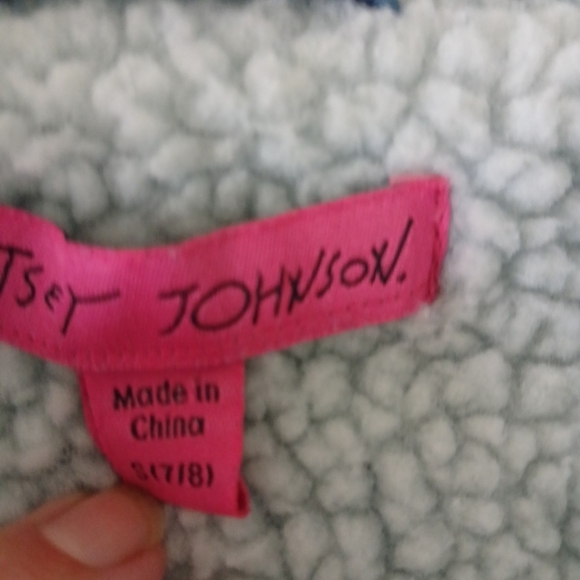 TSEY JOHNSON.
Made in
China
S(7/8)